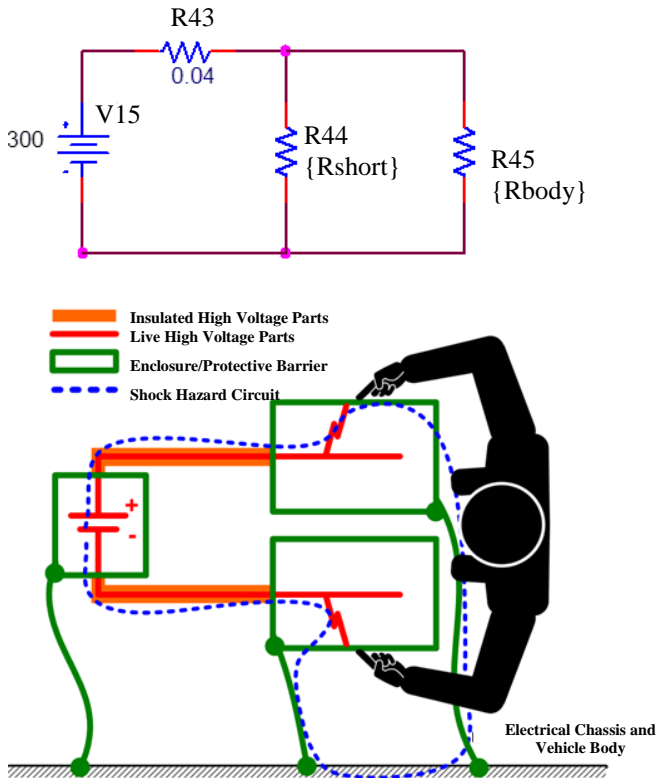 R43
0.04
V15
+
300
-
R44
{Rshort}
R45
{Rbody}
Insulated High Voltage Parts
Live High Voltage Parts
Enclosure/Protective Barrier
Shock Hazard Circuit
+
-
Electrical Chassis and
Vehicle Body